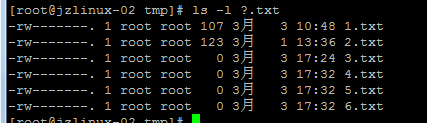 [root@jzlinux-02 tmp]# ls -l ?.txt
-rw-------. 1 root root 107 3月   3 10:48 1.txt
-rw-------. 1 root root 123 3月   1 13:36 2.txt
-rw-------. 1 root root   0 3月   3 17:24 3.txt
-rw-------. 1 root root   0 3月   3 17:32 4.txt
-rw-------. 1 root root   0 3月   3 17:32 5.txt
-rw-------. 1 root root   0 3月   3 17:32 6.txt
[root@jzlinux-02 tmp]#